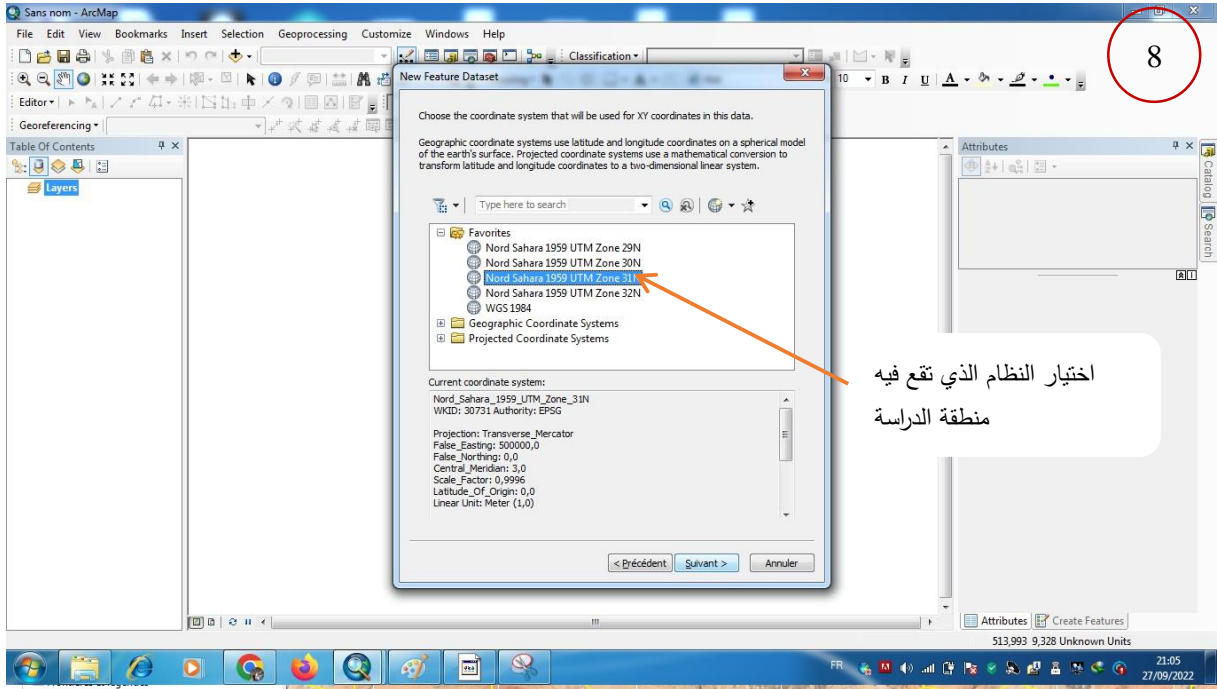 Sans nom - ArcMap
8
File Edit View Bookmarks Insert Selection Geoprocessing Customize Windows Help
Classification
New Feature Dataset
10 B I U A
Editor
Georeferencing
Choose the coordinate system that will be used for XY coordinates in this data.
Table Of Contents
Attributes
Catalog
Search
Geographic coordinate systems use latitude and longitude coordinates on a spherical model
of the earth's surface. Projected coordinate systems use a mathematical conversion to
transform latitude and longitude coordinates to a two-dimensional linear system.
Layers
Type here to search
Favorites
Nord Sahara 1959 UTM Zone 29N
Nord Sahara 1959 UTM Zone 30N
Nord Sahara 1959 UTM Zone 31N
Nord Sahara 1959 UTM Zone 32N
WGS 1984
Geographic Coordinate Systems
Projected Coordinate Systems
اختيار النظام الذي تقع فيه
منطقة الدراسة
Current coordinate system:
Nord_Sahara_1959_UTM_Zone_31N
WKID: 30731 Authority: EPSG
Projection: Transverse_Mercator
False_Easting: 500000,0
False_Northing: 0,0
Central_Meridian: 3,0
Scale_Factor: 0,9996
Latitude_Of_Origin: 0,0
Linear Unit: Meter (1,0)
< Précédent Suivant > Annuler
Attributes Create Features
513,993 9,328 Unknown Units
FR
21:05
27/09/2022